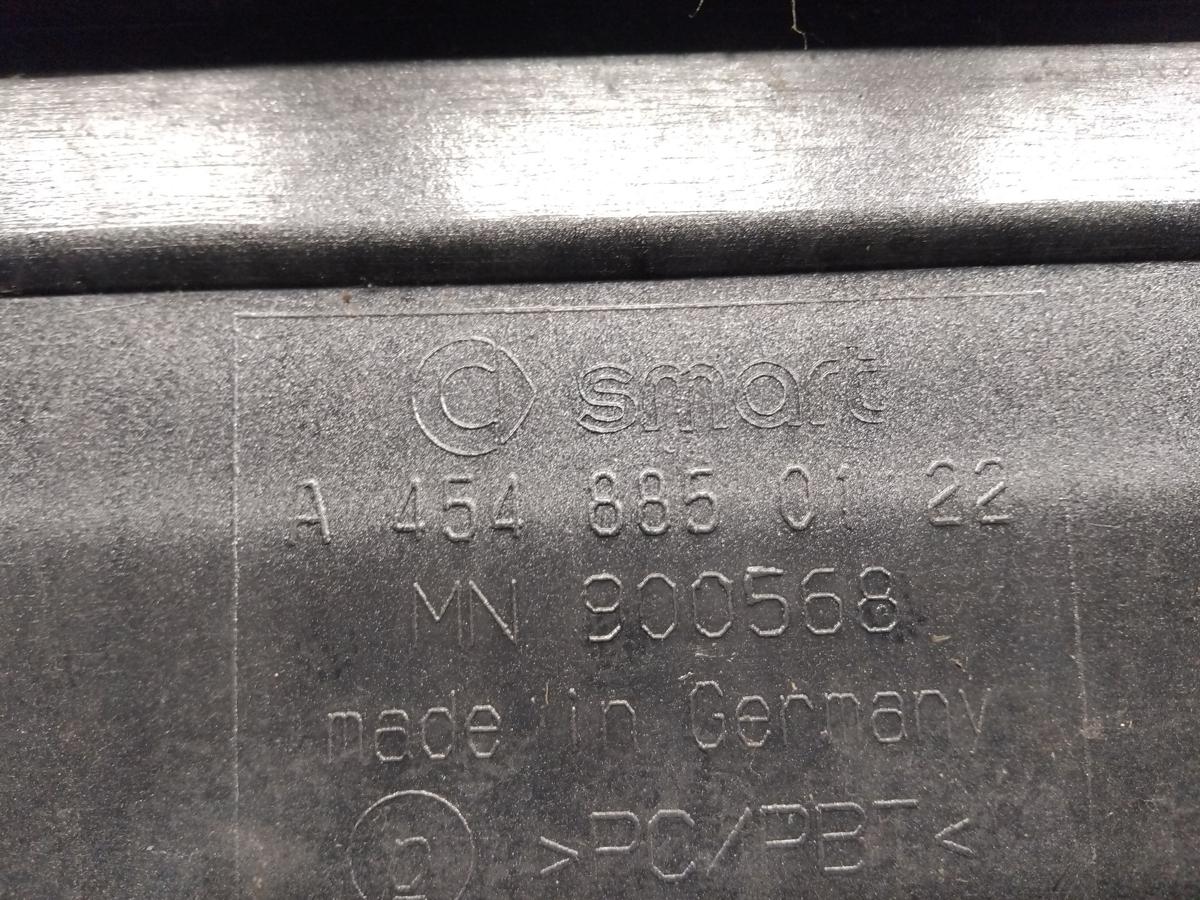 smart
A 454 885 01 22
MN 900568
made in Germany
>PC/PBT<